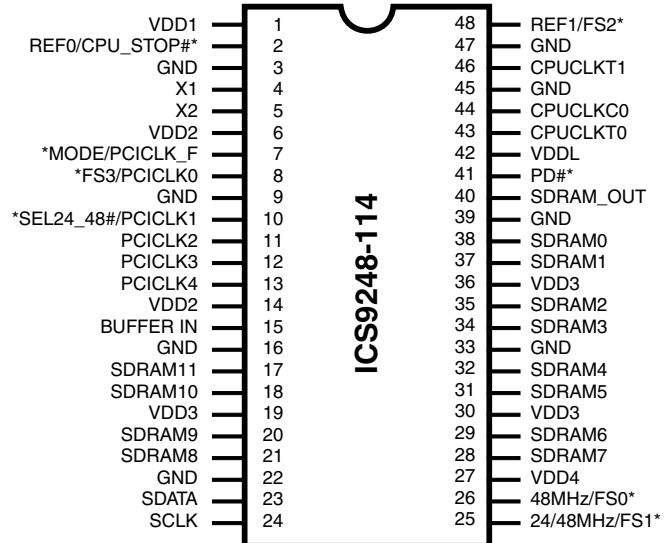 VDD1 1 48 REF1/FS2*
REF0/CPU_STOP#* 2 47 GND
GND 3 46 CPUCLKT1
X1 4 45 GND
X2 5 44 CPUCLKC0
VDD2 6 43 CPUCLKT0
*MODE/PCICLK_F 7 42 VDDL
*FS3/PCICLK0 8 41 PD#*
GND 9 40 SDRAM_OUT
*SEL24_48#/PCICLK1 10 39 GND
PCICLK2 11 38 SDRAM0
PCICLK3 12 37 SDRAM1
PCICLK4 13 36 VDD3
VDD2 14 35 SDRAM2
BUFFER IN 15 34 SDRAM3
GND 16 33 GND
SDRAM11 17 32 SDRAM4
SDRAM10 18 31 SDRAM5
VDD3 19 30 VDD3
SDRAM9 20 29 SDRAM6
SDRAM8 21 28 SDRAM7
GND 22 27 VDD4
SDATA 23 26 48MHz/FS0*
SCLK 24 25 24/48MHz/FS1*
ICS9248-114